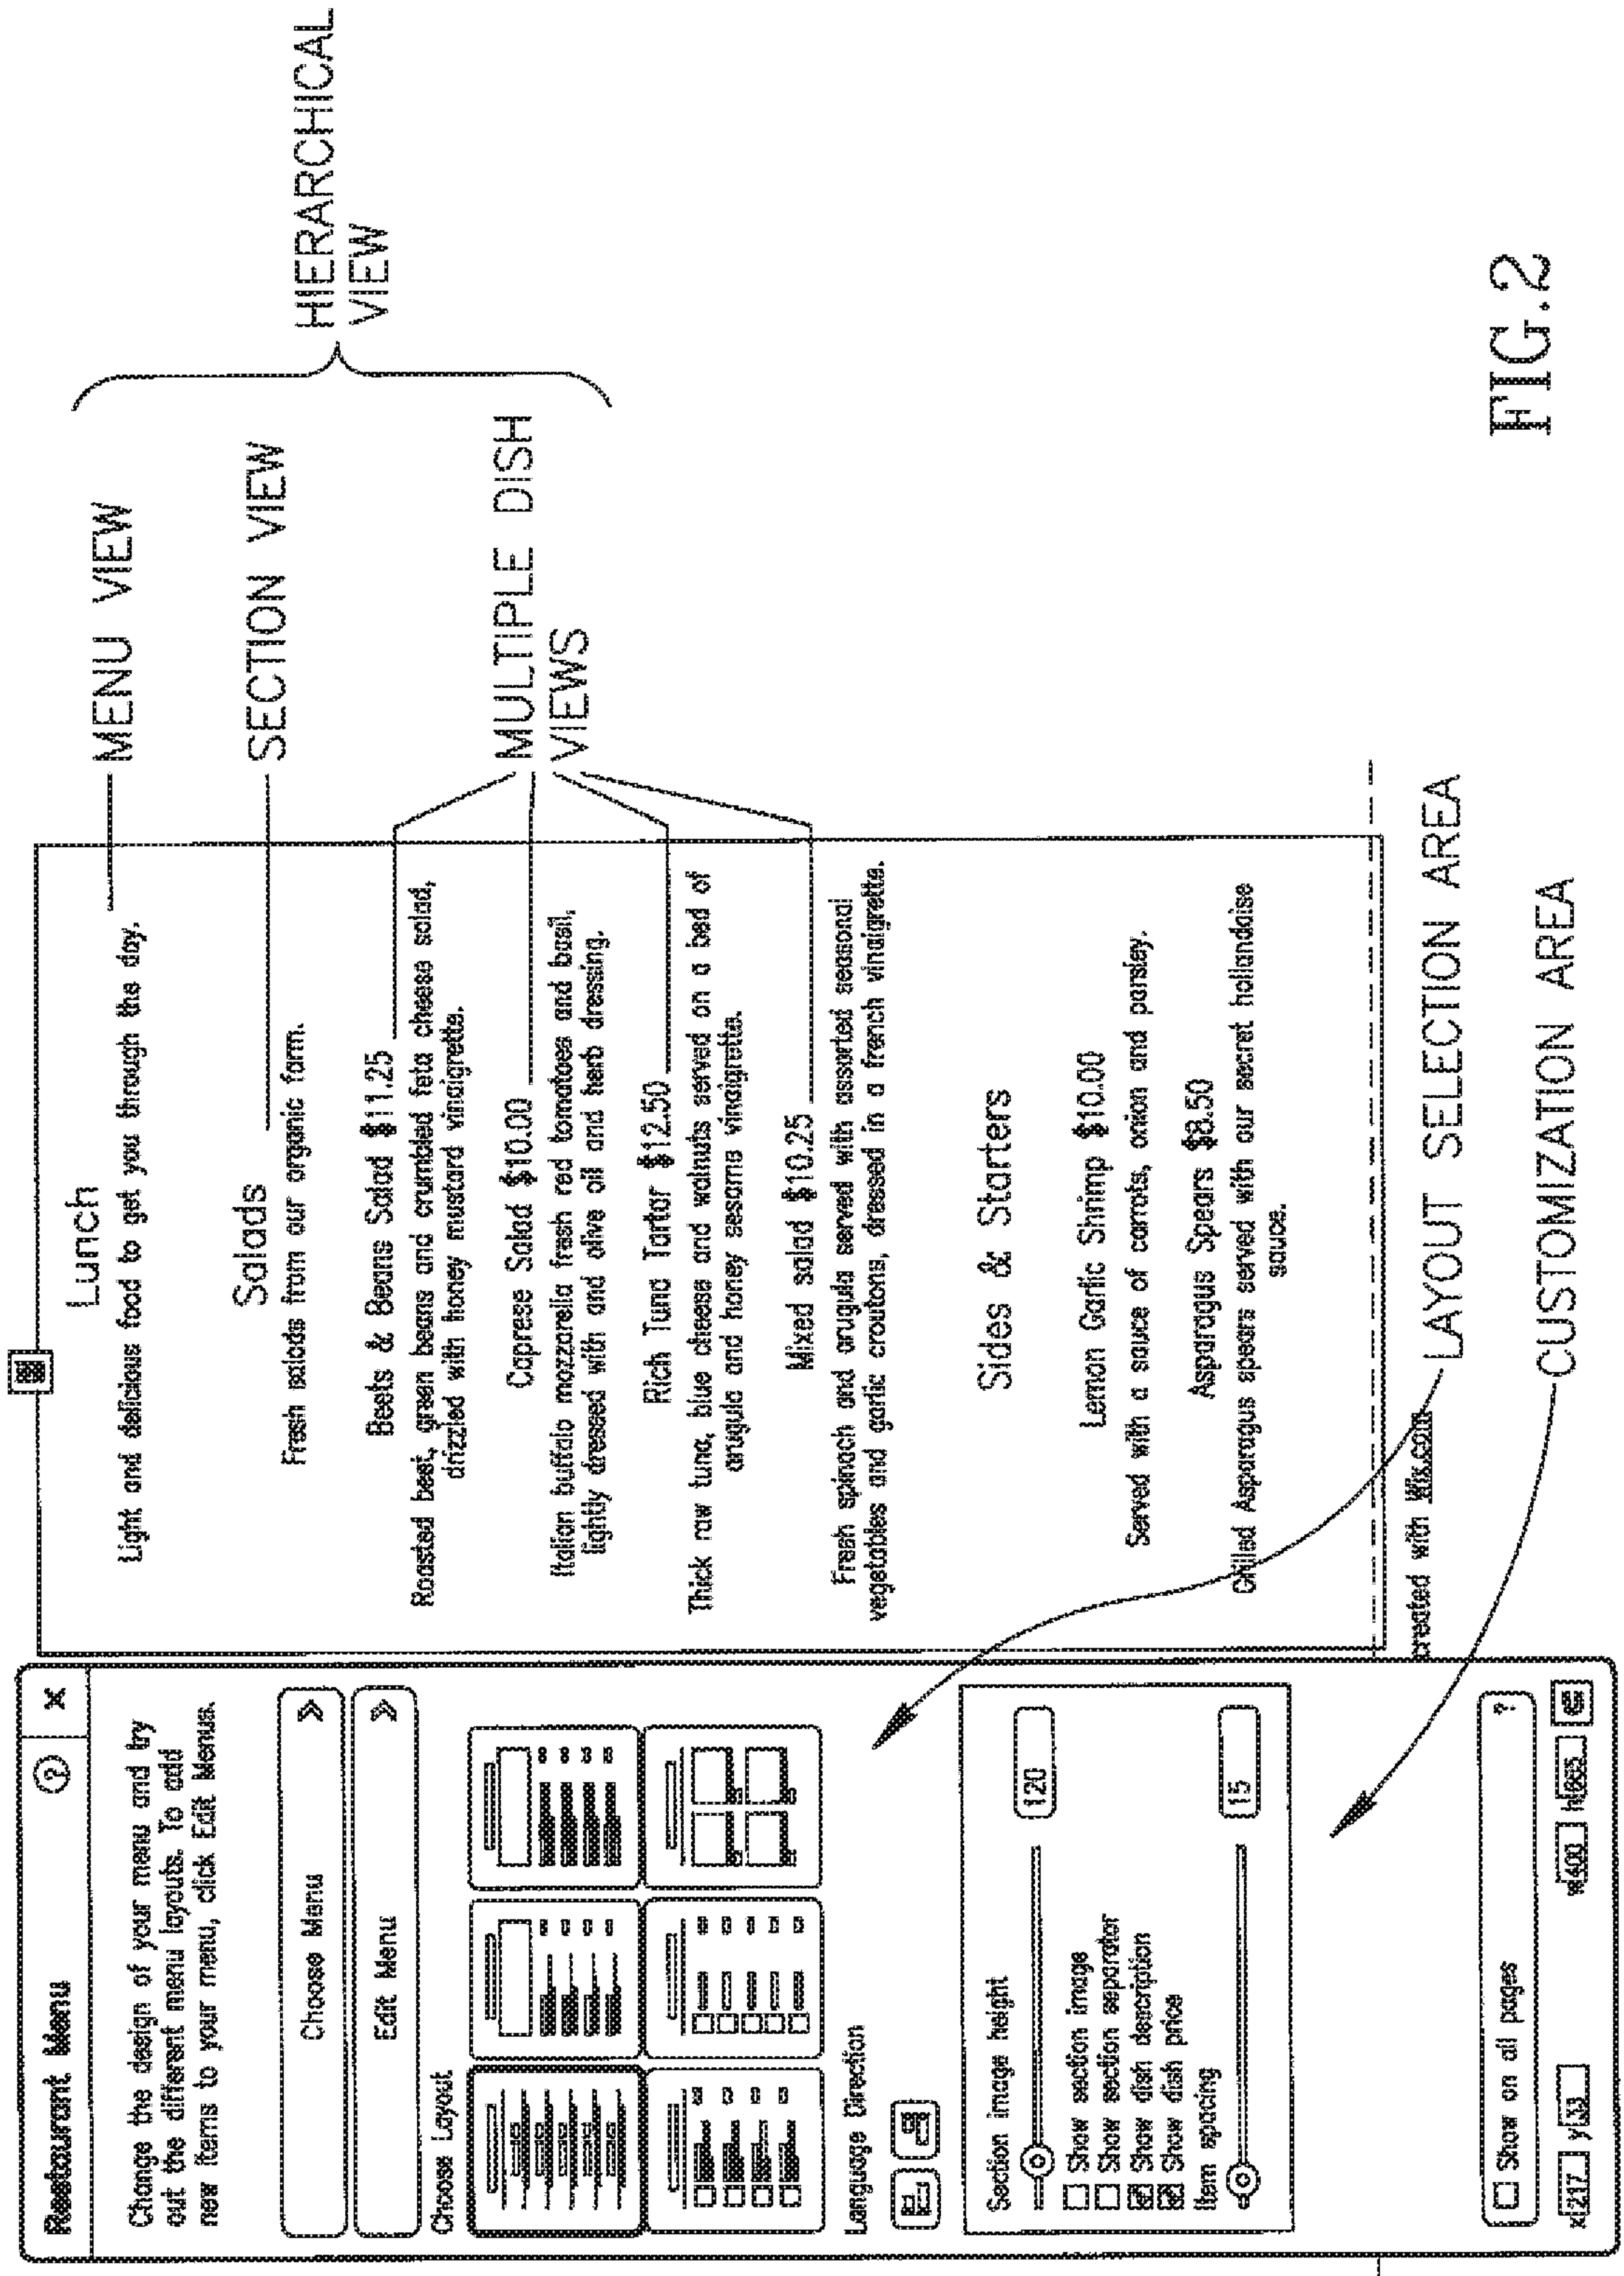 Restaurant Menu
?
X
Change the design of your menu and try
out the different menu layouts. To add
new items to your menu, click Edit Menus.
Choose Menu
Edit Menu
Choose Layout
Language Direction
Section image height
120
Show section image
Show section separator
Show dish description
Show dish price
Item spacing
15
Show on all pages
?
x 217 y 33 w 400 h 865
Lunch
Light and delicious food to get you through the day.
Salads
Fresh salads from our organic farm.
Beets & Beans Salad $11.25
Roasted beet, green beans and crumbled feta cheese salad,
drizzled with honey mustard vinaigrette.
Caprese Salad $10.00
Italian buffalo mozzarella fresh red tomatoes and basil,
lightly dressed with and olive oil and herb dressing.
Rich Tuna Tartar $12.50
Thick raw tuna, blue cheese and walnuts served on a bed of
arugula and honey sesame vinaigrette.
Mixed salad $10.25
Fresh spinach and arugula served with assorted seasonal
vegetables and garlic croutons, dressed in a french vinaigrette.
Sides & Starters
Lemon Garlic Shrimp $10.00
Served with a sauce of carrots, onion and parsley.
Asparagus Spears $8.50
Grilled Asparagus spears served with our secret hollandaise
sauce.
created with Wix.com
MENU VIEW
SECTION VIEW
MULTIPLE DISH
VIEWS
HIERARCHICAL
VIEW
LAYOUT SELECTION AREA
CUSTOMIZATION AREA
FIG.2